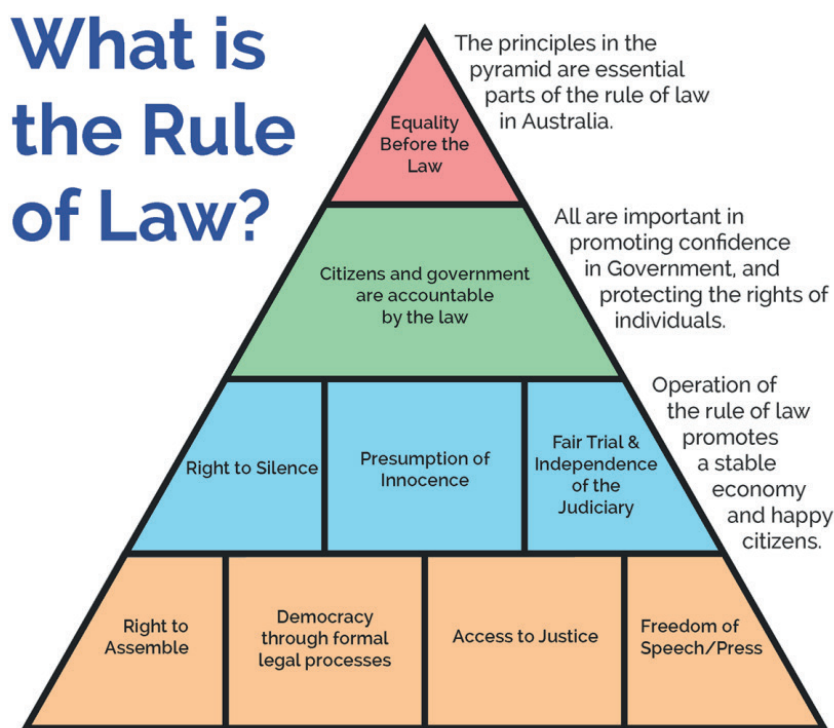 What is
the Rule
of Law?
The principles in the
pyramid are essential
parts of the rule of law
in Australia.
Equality
Before the
Law
All are important in
promoting confidence
in Government, and
protecting the rights of
individuals.
Citizens and government
are accountable
by the law
Operation of
the rule of law
promotes
a stable
economy
and happy
citizens.
Right to Silence
Presumption of
Innocence
Fair Trial &
Independence
of the
Judiciary
Right to
Assemble
Democracy
through formal
legal processes
Access to Justice
Freedom of
Speech/Press